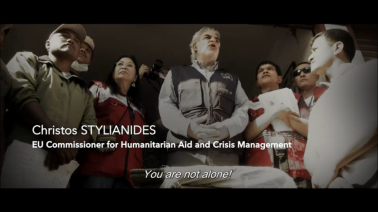 Christos STYLIANIDES
EU Commissioner for Humanitarian Aid and Crisis Management
You are not alone!